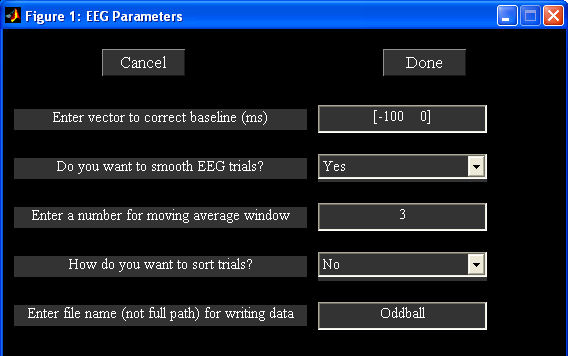 Figure 1: EEG Parameters
Cancel
Done
Enter vector to correct baseline (ms)
[-100 0]
Do you want to smooth EEG trials?
Yes
Enter a number for moving average window
3
How do you want to sort trials?
No
Enter file name (not full path) for writing data
Oddball